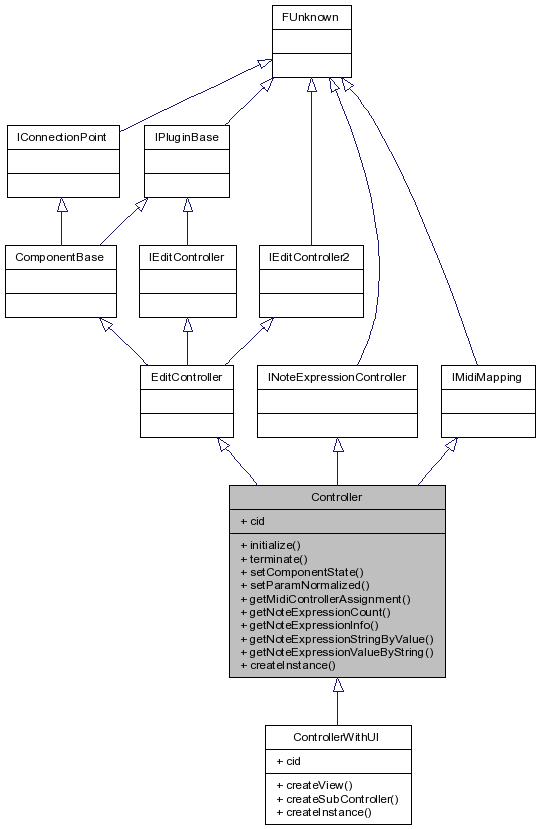 FUnknown
IConnectionPoint
IPluginBase
ComponentBase
IEditController
IEditController2
EditController
INoteExpressionController
IMidiMapping
Controller
+ cid
+ initialize()
+ terminate()
+ setComponentState()
+ setParamNormalized()
+ getMidiControllerAssignment()
+ getNoteExpressionCount()
+ getNoteExpressionInfo()
+ getNoteExpressionStringByValue()
+ getNoteExpressionValueByString()
+ createInstance()
ControllerWithUI
+ cid
+ createView()
+ createSubController()
+ createInstance()